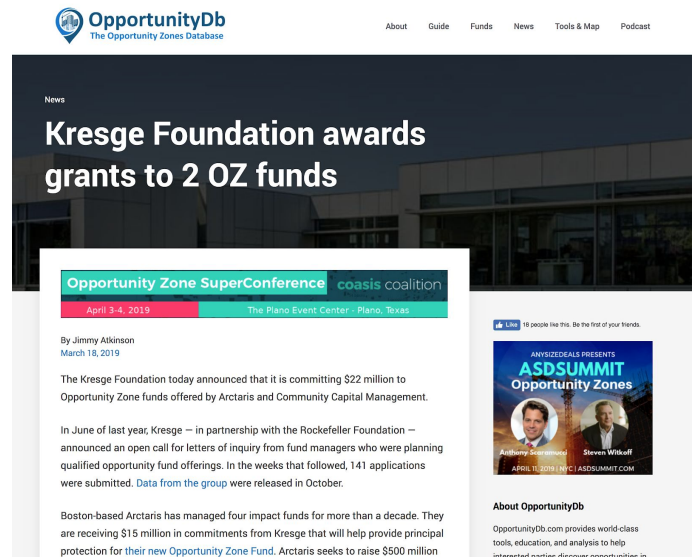 OpportunityDb
The Opportunity Zones Database
About Guide Funds News Tools & Map Podcast
News
Kresge Foundation awards
grants to 2 OZ funds
Opportunity Zone SuperConference coasis coalition
April 3-4, 2019 The Plano Event Center - Plano, Texas
By Jimmy Atkinson
March 18, 2019
The Kresge Foundation today announced that it is committing $22 million to
Opportunity Zone funds offered by Arctaris and Community Capital Management.
In June of last year, Kresge — in partnership with the Rockefeller Foundation —
announced an open call for letters of inquiry from fund managers who were planning
qualified opportunity fund offerings. In the weeks that followed, 141 applications
were submitted. Data from the group were released in October.
Boston-based Arctaris has managed four impact funds for more than a decade. They
are receiving $15 million in commitments from Kresge that will help provide principal
protection for their new Opportunity Zone Fund. Arctaris seeks to raise $500 million
Like 18 people like this. Be the first of your friends.
ANYSIZEDEALS PRESENTS
ASDSUMMIT
Opportunity Zones
Anthony Scaramucci Steven Witkoff
APRIL 11, 2019 | NYC | ASDSUMMIT.COM
About OpportunityDb
OpportunityDb.com provides world-class
tools, education, and analysis to help
interested parties discover opportunities in